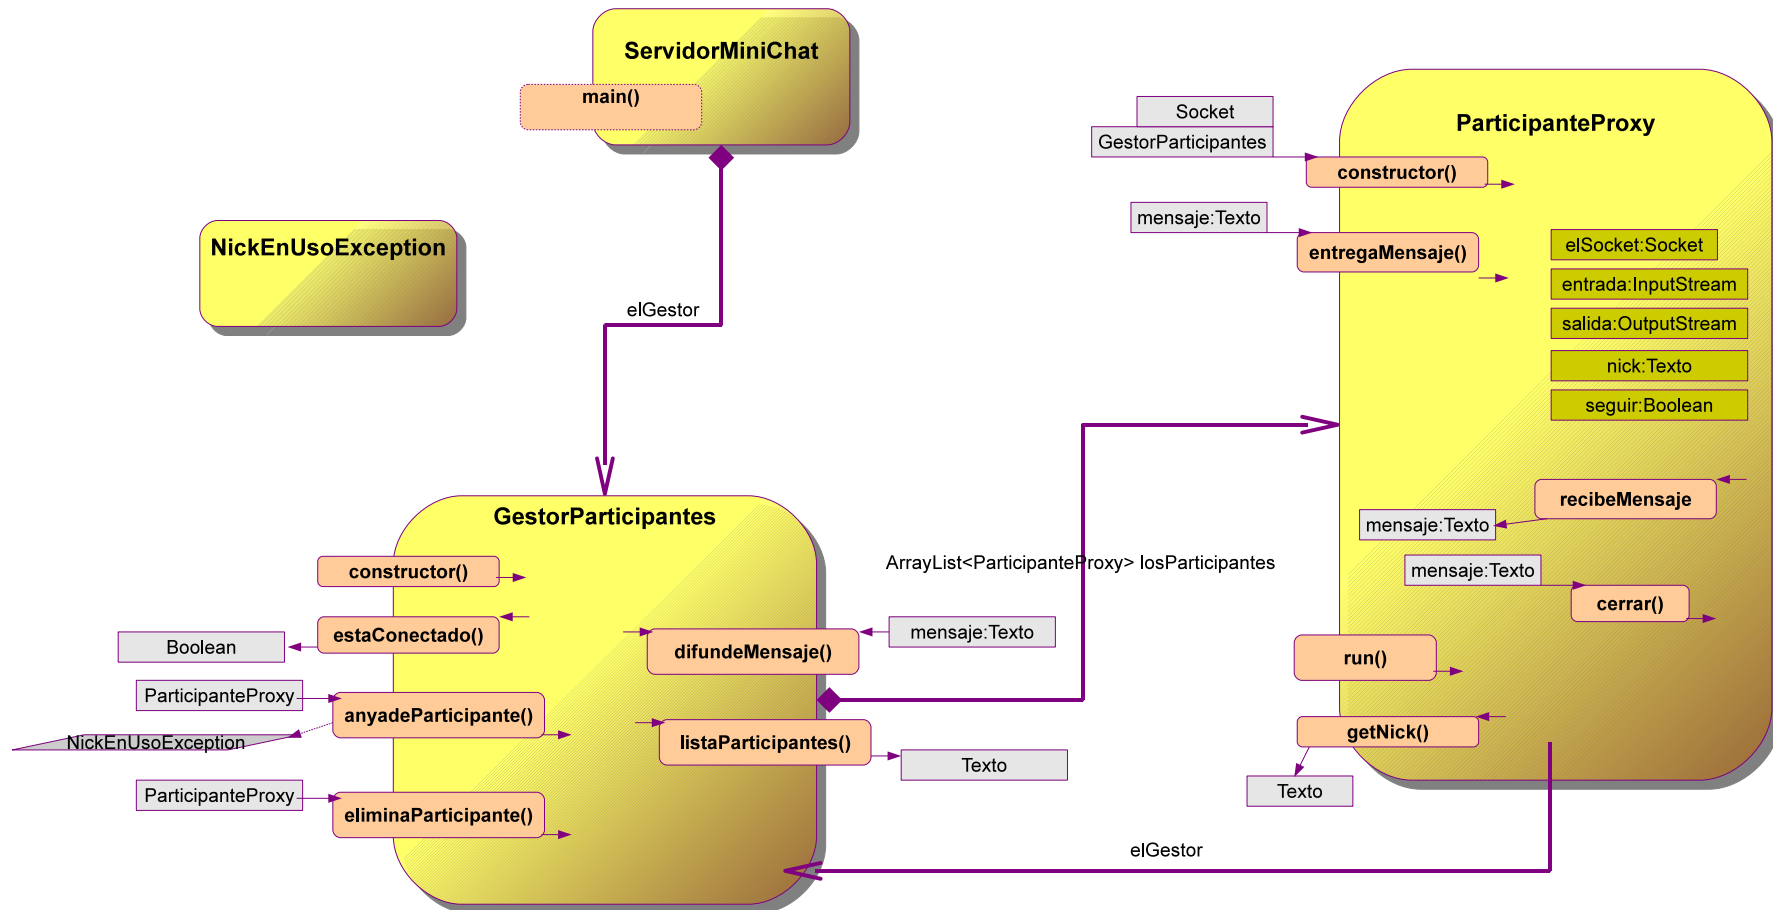 ServidorMiniChat
main()
NickEnUsoException
elGestor
GestorParticipantes
constructor()
estaConectado()
Boolean
ParticipanteProxy
anyadeParticipante()
NickEnUsoException
ParticipanteProxy
eliminaParticipante()
difundeMensaje()
mensaje:Texto
listaParticipantes()
Texto
ArrayList<ParticipanteProxy> losParticipantes
ParticipanteProxy
Socket
GestorParticipantes
constructor()
mensaje:Texto
entregaMensaje()
elSocket:Socket
entrada:InputStream
salida:OutputStream
nick:Texto
seguir:Boolean
recibeMensaje
mensaje:Texto
mensaje:Texto
cerrar()
run()
getNick()
Texto
elGestor